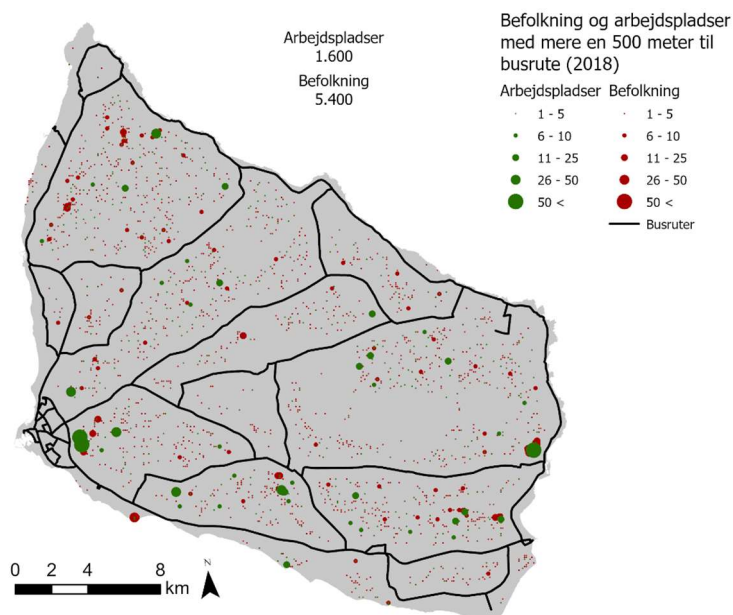 Arbejdspladser
1.600
Befolkning
5.400
Befolkning og arbejdspladser
med mere en 500 meter til
busrute (2018)
Arbejdspladser Befolkning
1 - 5 1 - 5
6 - 10 6 - 10
11 - 25 11 - 25
26 - 50 26 - 50
50 < 50 <
Busruter
0 2 4 8
km
N